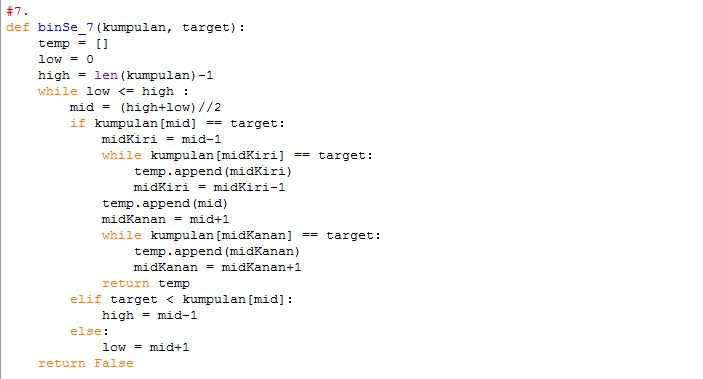 #7.
def binSe_7(kumpulan, target):
    temp = []
    low = 0
    high = len(kumpulan)-1
    while low <= high :
        mid = (high+low)//2
        if kumpulan[mid] == target:
            midKiri = mid-1
            while kumpulan[midKiri] == target:
                temp.append(midKiri)
                midKiri = midKiri-1
            temp.append(mid)
            midKanan = mid+1
            while kumpulan[midKanan] == target:
                temp.append(midKanan)
                midKanan = midKanan+1
            return temp
        elif target < kumpulan[mid]:
            high = mid-1
        else:
            low = mid+1
    return False